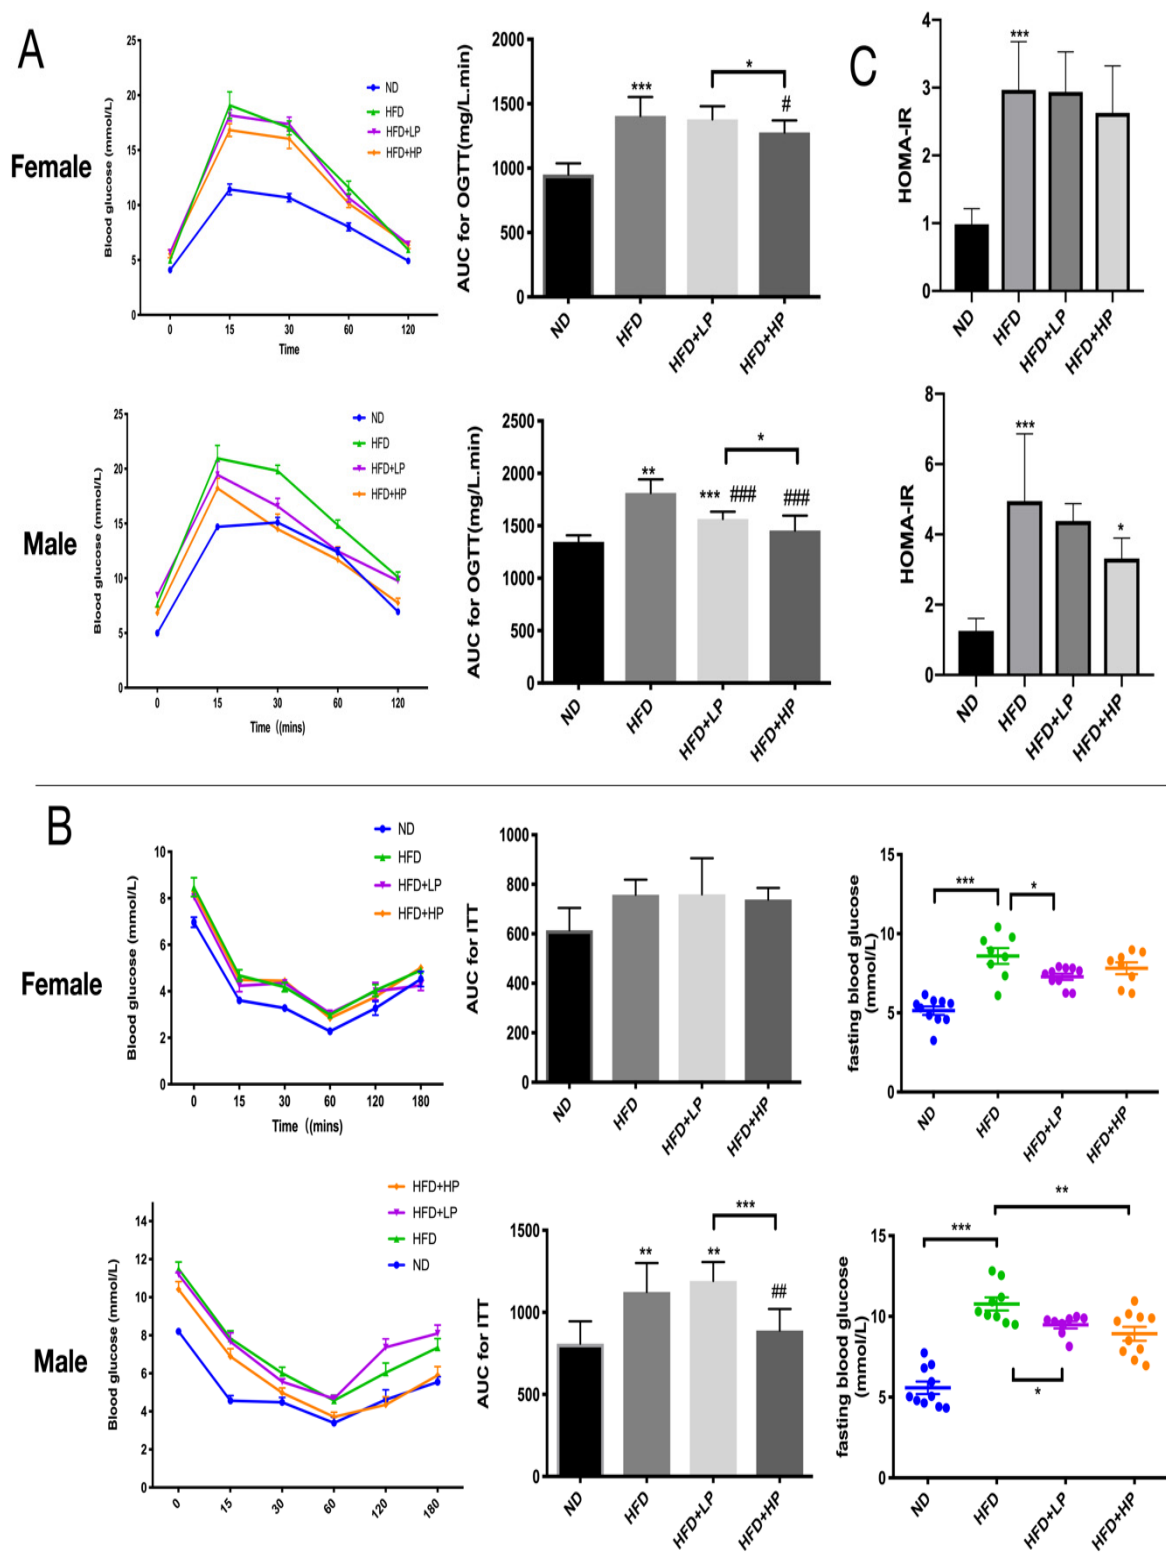 A
Female
Blood glucose (mmol/L)
25
20
15
10
5
0
0 15 30 60 120
Time
ND
HFD
HFD+LP
HFD+HP
AUC for OGTT(mg/L.min)
2000
1500
1000
500
0
***
*
#
ND HFD HFD+LP HFD+HP
C
HOMA-IR
4
3
2
1
0
***
ND HFD HFD+LP HFD+HP
Male
Blood glucose (mmol/L)
25
20
15
10
5
0
0 15 30 60 120
Time ((mins)
ND
HFD
HFD+LP
HFD+HP
AUC for OGTT(mg/L.min)
2500
2000
1500
1000
500
0
**
*** ###
*
###
ND HFD HFD+LP HFD+HP
HOMA-IR
8
6
4
2
0
***
*
ND HFD HFD+LP HFD+HP
B
Female
Blood glucose (mmol/L)
10
8
6
4
2
0
0 15 30 60 120 180
Time ((mins)
ND
HFD
HFD+LP
HFD+HP
AUC for ITT
1000
800
600
400
200
0
ND HFD HFD+LP HFD+HP
fasting blood glucose
(mmol/L)
15
10
5
0
***
*
ND HFD HFD+LP HFD+HP
Male
Blood glucose (mmol/L)
14
12
10
8
6
4
2
0
0 15 30 60 120 180
HFD+HP
HFD+LP
HFD
ND
AUC for ITT
1500
1000
500
0
**
**
***
##
ND HFD HFD+LP HFD+HP
fasting blood glucose
(mmol/L)
15
10
5
0
***
**
*
ND HFD HFD+LP HFD+HP